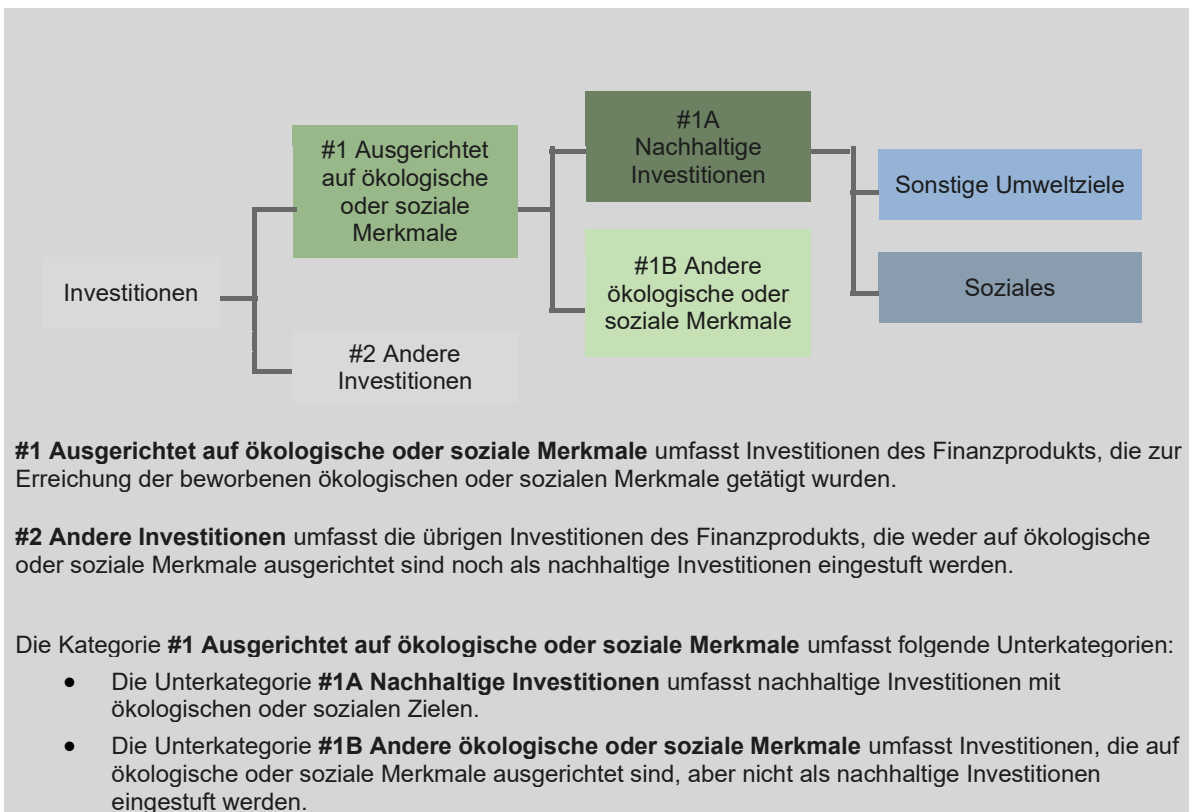 #1 Ausgerichtet
auf ökologische
oder soziale
Merkmale
#1A
Nachhaltige
Investitionen
Sonstige Umweltziele
Investitionen
#1B Andere
ökologische oder
soziale Merkmale
Soziales
#2 Andere
Investitionen
#1 Ausgerichtet auf ökologische oder soziale Merkmale umfasst Investitionen des Finanzprodukts, die zur
Erreichung der beworbenen ökologischen oder sozialen Merkmale getätigt wurden.
#2 Andere Investitionen umfasst die übrigen Investitionen des Finanzprodukts, die weder auf ökologische
oder soziale Merkmale ausgerichtet sind noch als nachhaltige Investitionen eingestuft werden.
Die Kategorie #1 Ausgerichtet auf ökologische oder soziale Merkmale umfasst folgende Unterkategorien:
• Die Unterkategorie #1A Nachhaltige Investitionen umfasst nachhaltige Investitionen mit
ökologischen oder sozialen Zielen.
• Die Unterkategorie #1B Andere ökologische oder soziale Merkmale umfasst Investitionen, die auf
ökologische oder soziale Merkmale ausgerichtet sind, aber nicht als nachhaltige Investitionen
eingestuft werden.